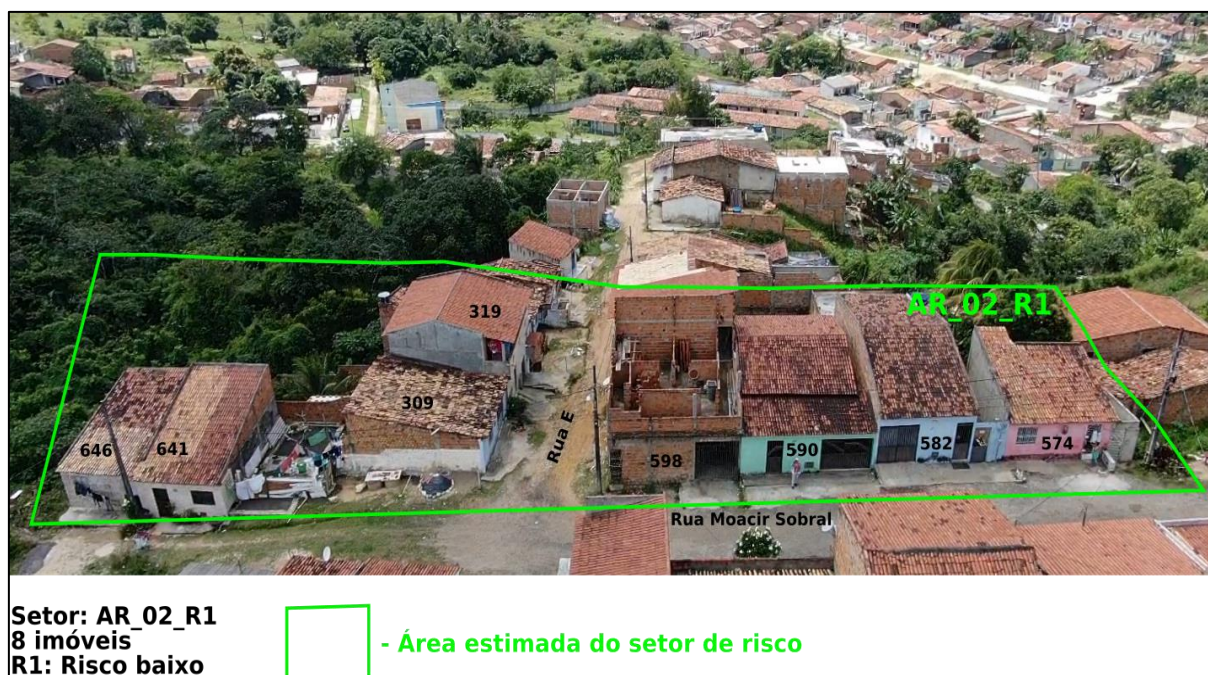 AR_02_R1
319
309
646
641
Rua E
598
590
582
574
Rua Moacir Sobral
Setor: AR_02_R1
8 imóveis
R1: Risco baixo
- Área estimada do setor de risco